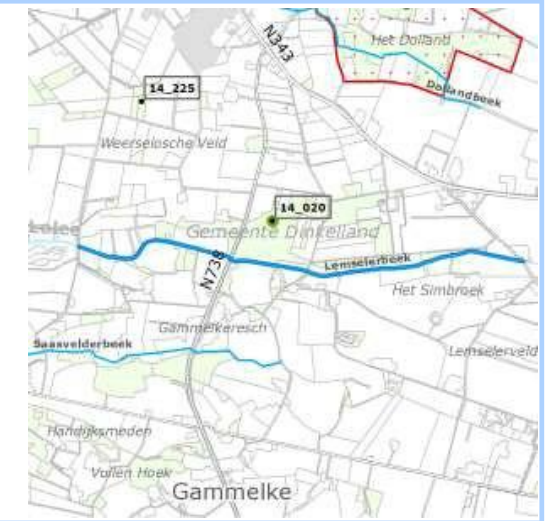 N343
Het Dolland
14_225
Dollandbeek
Weerselosche Veld
14_020
Gemeente Dinkelland
N738
Lemselerbeek
Het Simbroek
Gammelkeresch
Saasvelderbeek
Lemselerveld
Handijksmeden
Vollen Hoek
Gammelke